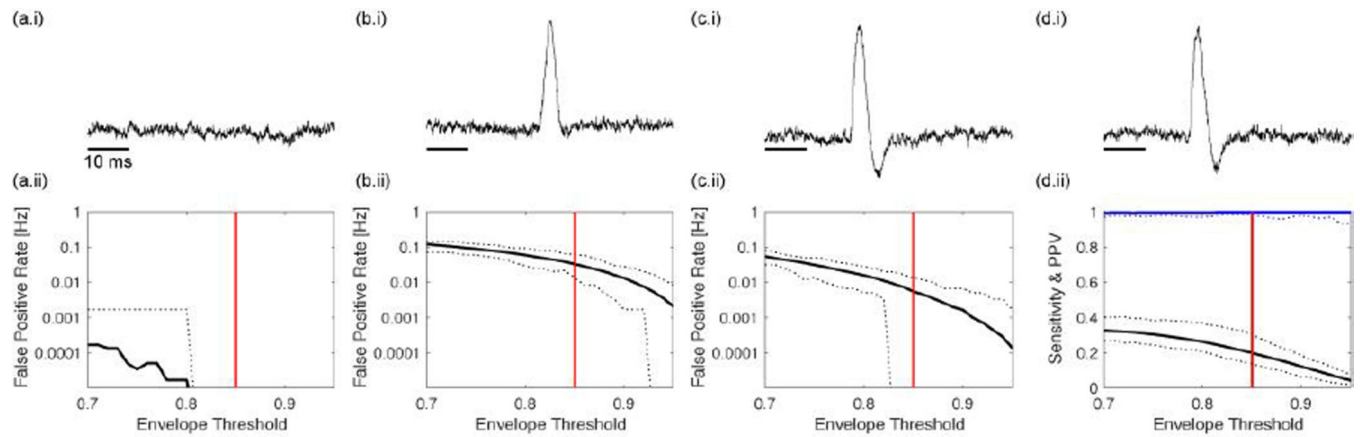 (a.i)
(b.i)
(c.i)
(d.i)
10 ms
(a.ii)
(b.ii)
(c.ii)
(d.ii)
False Positive Rate [Hz]
1
0.1
0.01
0.001
0.0001
0.7
0.8
0.9
Envelope Threshold
False Positive Rate [Hz]
1
0.1
0.01
0.001
0.0001
0.7
0.8
0.9
Envelope Threshold
False Positive Rate [Hz]
1
0.1
0.01
0.001
0.0001
0.7
0.8
0.9
Envelope Threshold
Sensitivity & PPV
1
0.8
0.6
0.4
0.2
0
0.7
0.8
0.9
Envelope Threshold